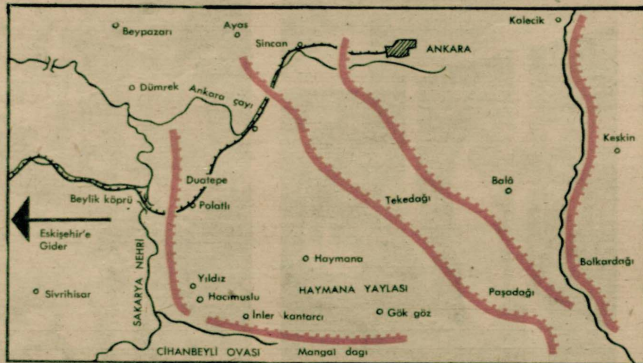 Beypazarı
Ayaş
Sincan
ANKARA
Kalecik
Dümrek
Ankara çayı
Keskin
Duatepe
Beylik köprü
Polatlı
Tekedağı
Balâ
Eskişehir'e
Gider
SAKARYA NEHRİ
Haymana
Sivrihisar
Yıldız
Hacımuslu
HAYMANA YAYLASI
Paşadağı
Balkardağı
İnler kantarcı
Gök göz
CİHANBEYLİ OVASI
Mangal dagı